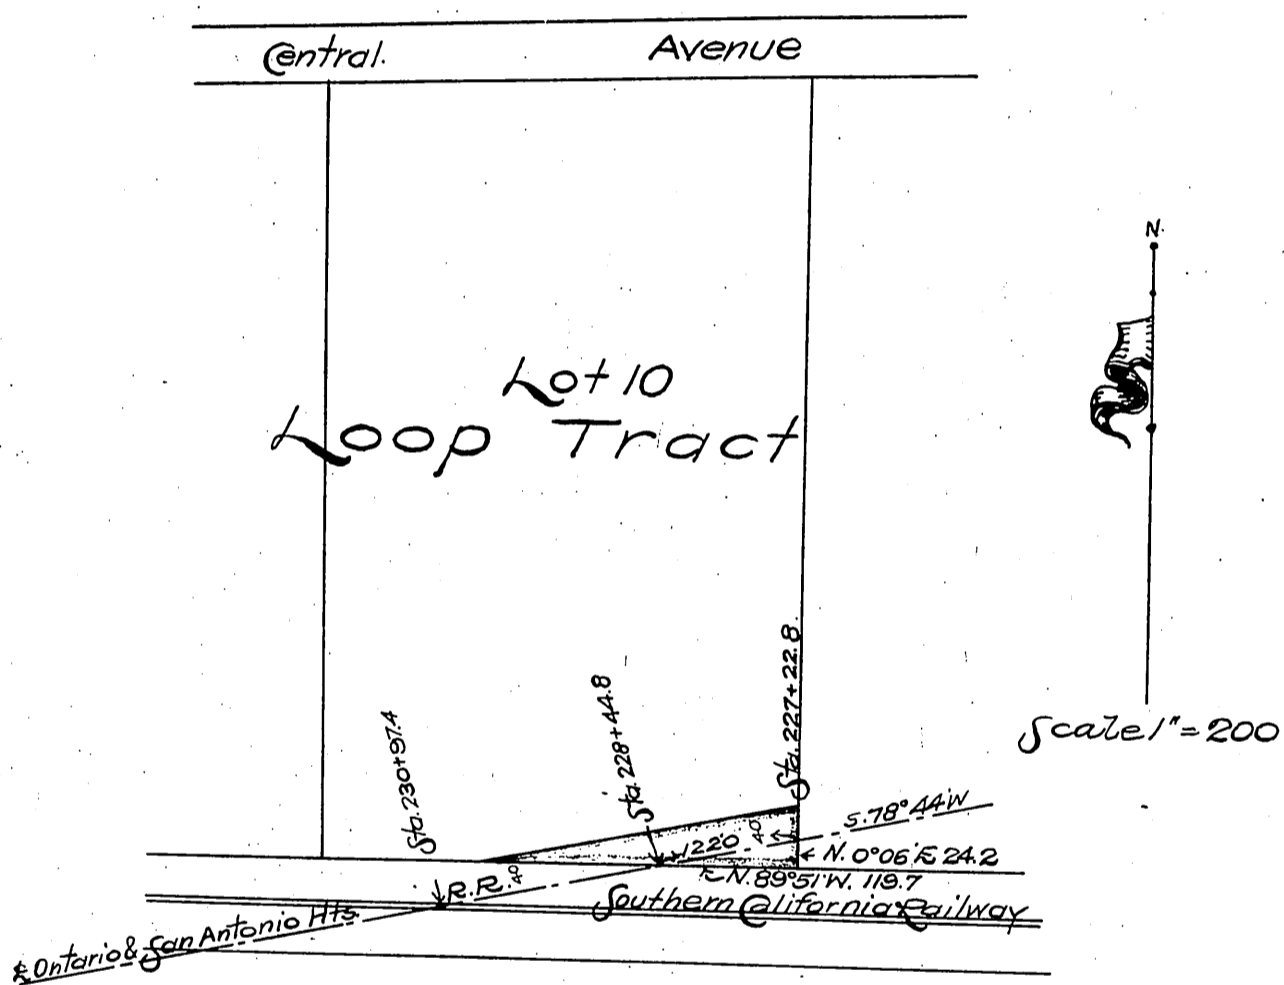 Central. Avenue
N.
Lot 10
Loop Tract
Scale 1"=200
Sta. 230+97.4
Sta. 228+44.8
Sta. 227+22.8.
S.78°44'W
122.0
40
N. 0°06'E 24.2
N. 89°51'W. 119.7
R.R. 40
Southern California Railway
Ontario & San Antonio Hts.